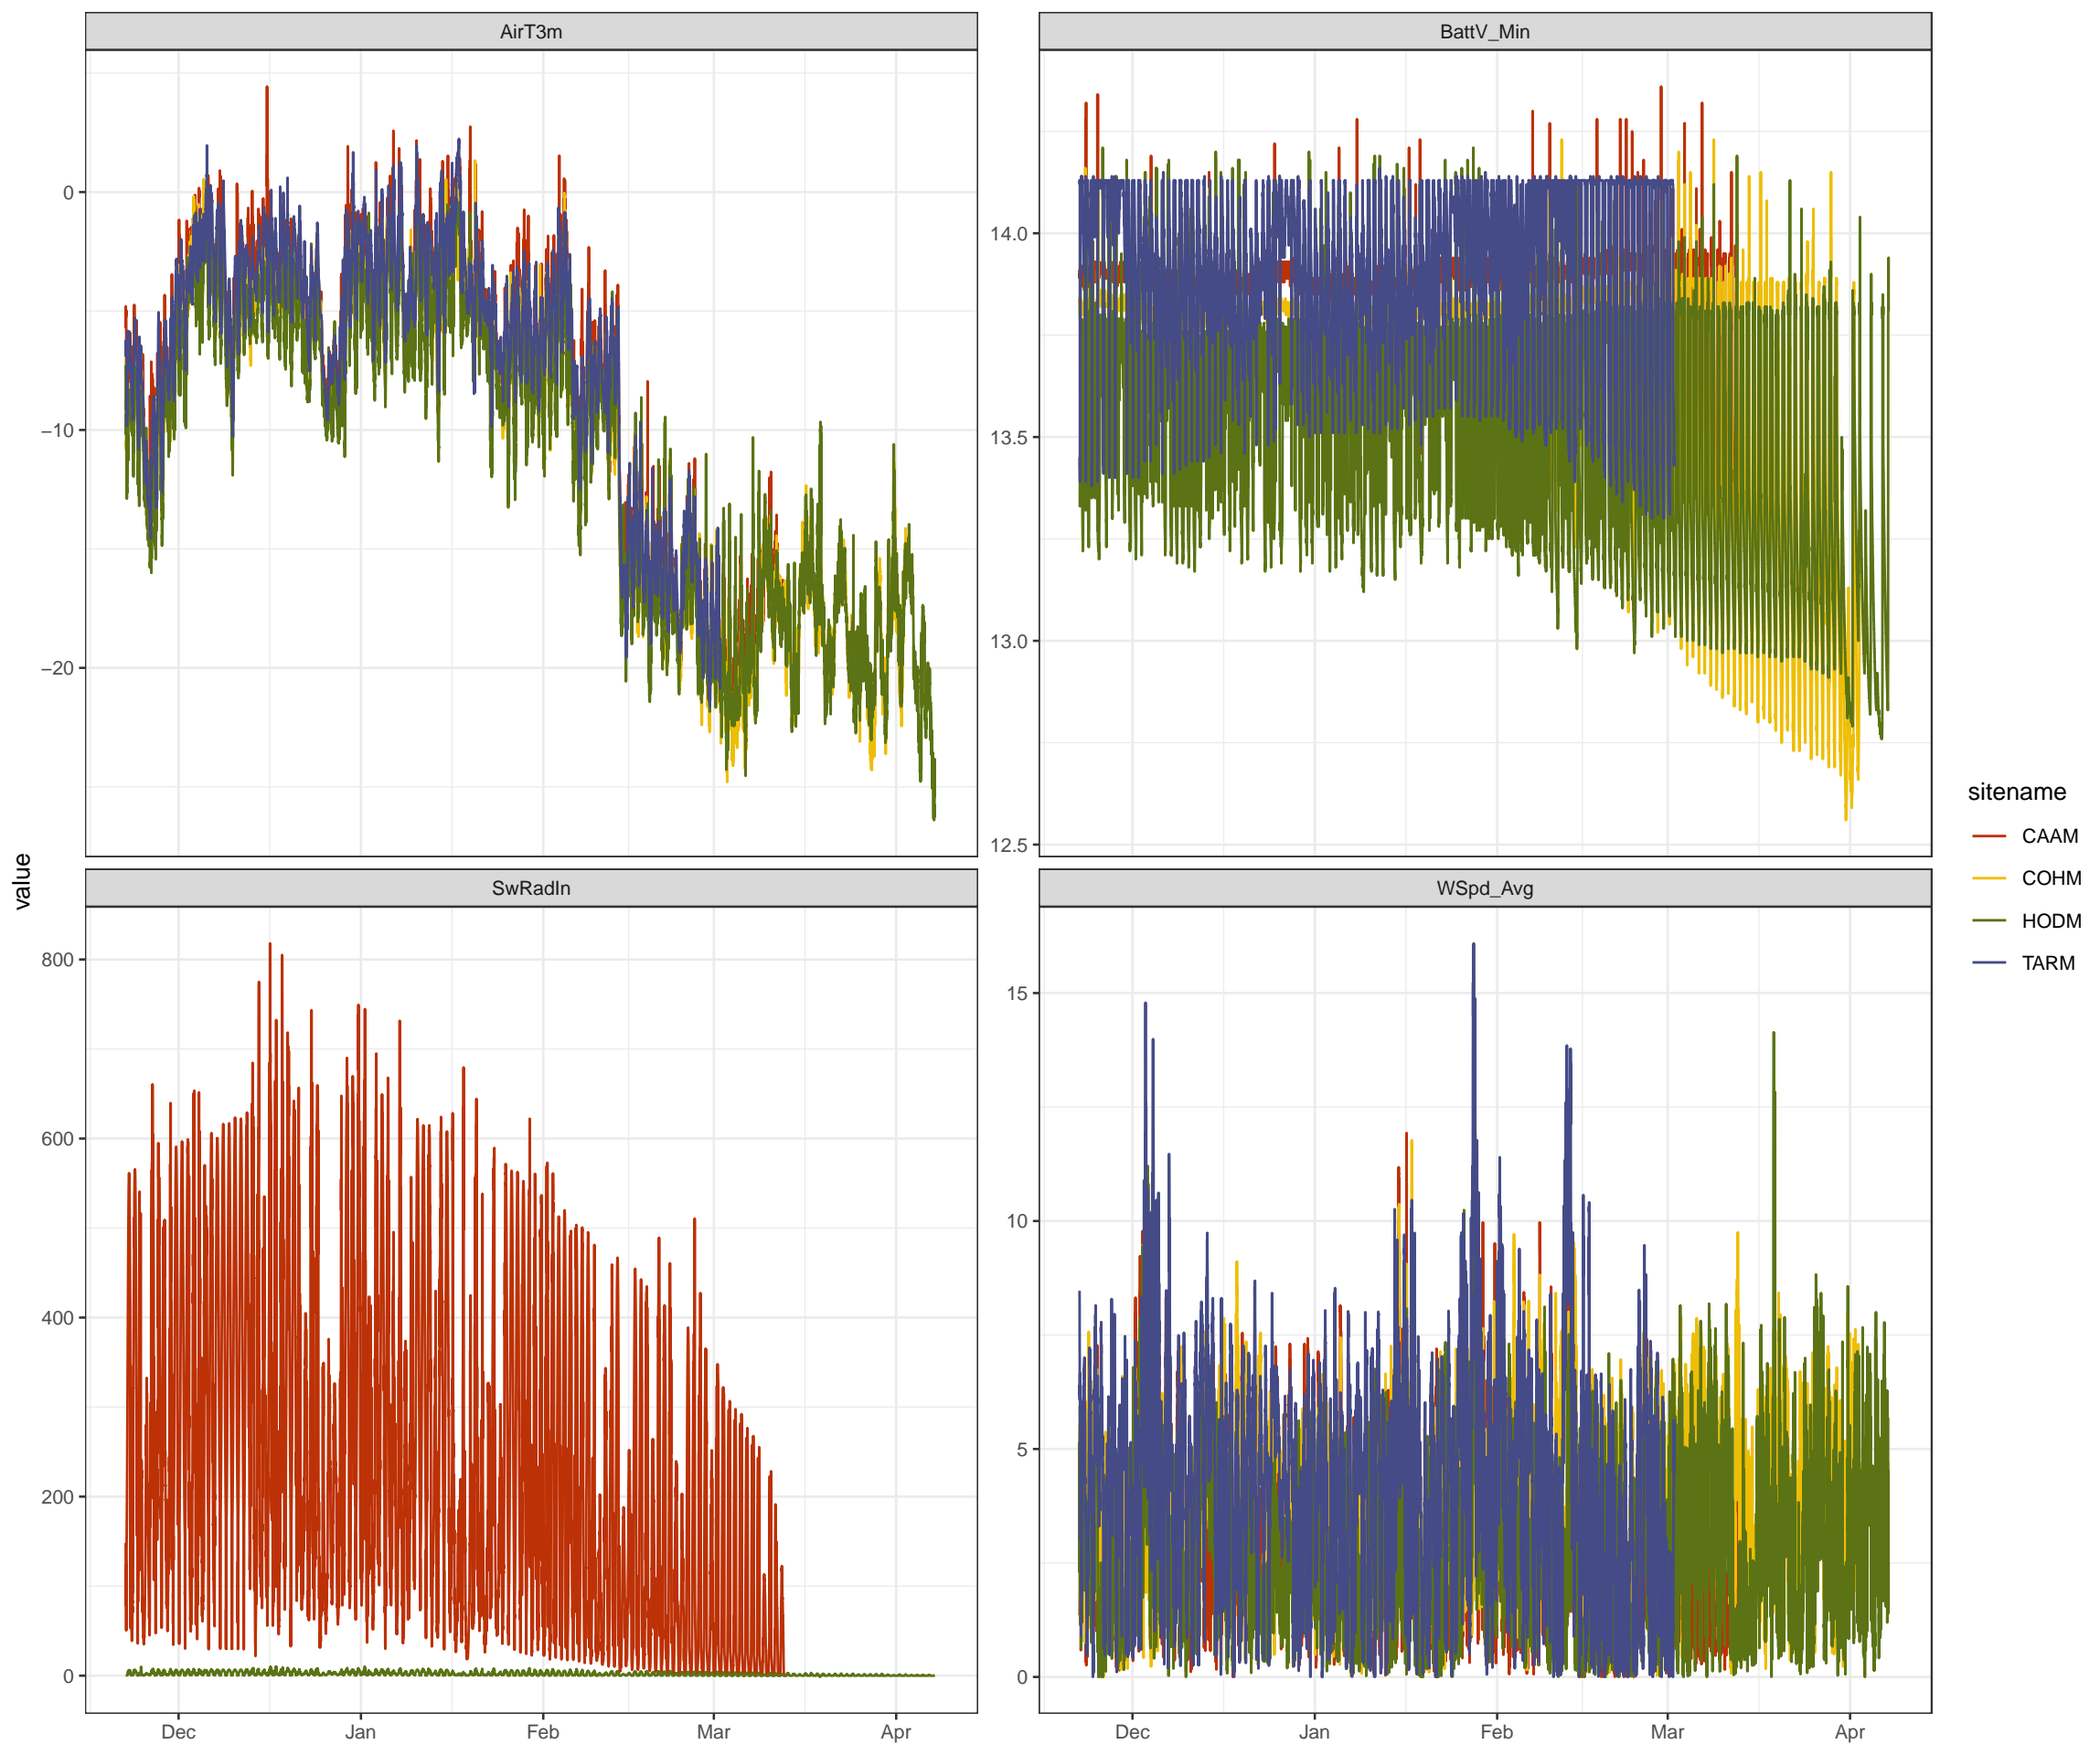 AirT3m
BattV_Min
0
−10
−20
14.0
13.5
13.0
12.5
SwRadIn
WSpd_Avg
800
600
400
200
0
15
10
5
0
Dec Jan Feb Mar Apr
Dec Jan Feb Mar Apr
value
sitename
CAAM
COHM
HODM
TARM